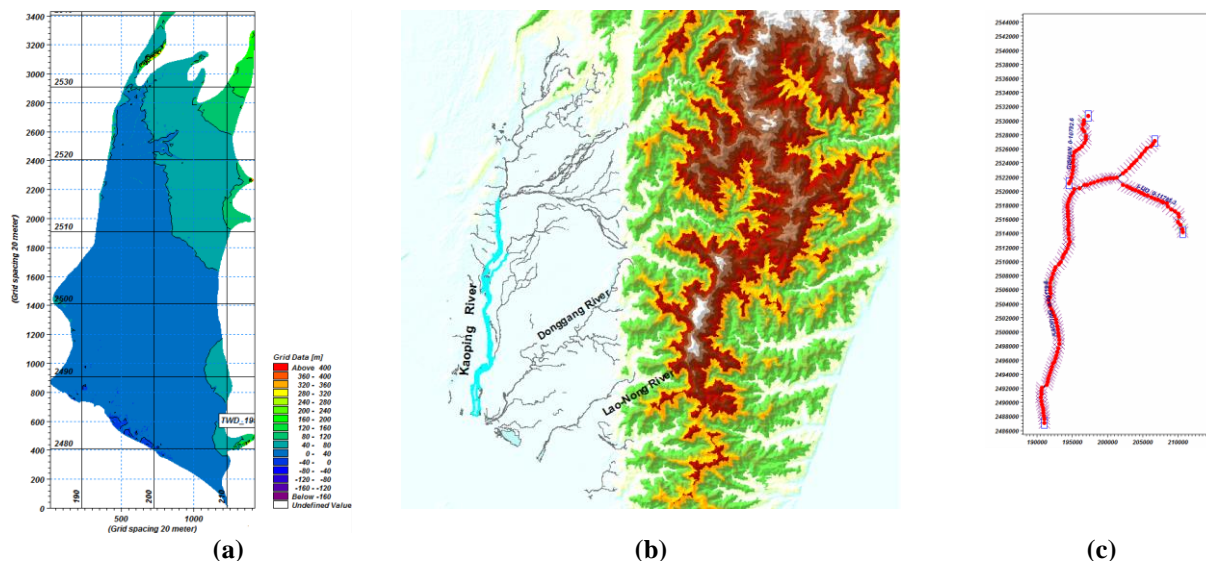 3400
3200
3000
2800
2600
2400
2200
2000
1800
1600
1400
1200
1000
800
600
400
200
0
(Grid spacing 20 meter)
2530
2520
2510
2490
2480
190
200
500
1000
(Grid spacing 20 meter)
TWD_19
Grid Data [m]
Above 400
360 - 400
320 - 360
280 - 320
240 - 280
200 - 240
160 - 200
120 - 160
80 - 120
40 - 80
0 - 40
-40 - 0
-80 - -40
-120 - -80
-160 - -120
Below -160
Undefined Value
(a)
Kaoping River
Donggang River
Lao-Nong River
(b)
2544000
2542000
2540000
2538000
2536000
2534000
2532000
2530000
2528000
2526000
2524000
2522000
2520000
2518000
2516000
2514000
2512000
2510000
2508000
2506000
2504000
2502000
2500000
2498000
2496000
2494000
2492000
2490000
2488000
2486000
190000
195000
200000
205000
210000
(c)